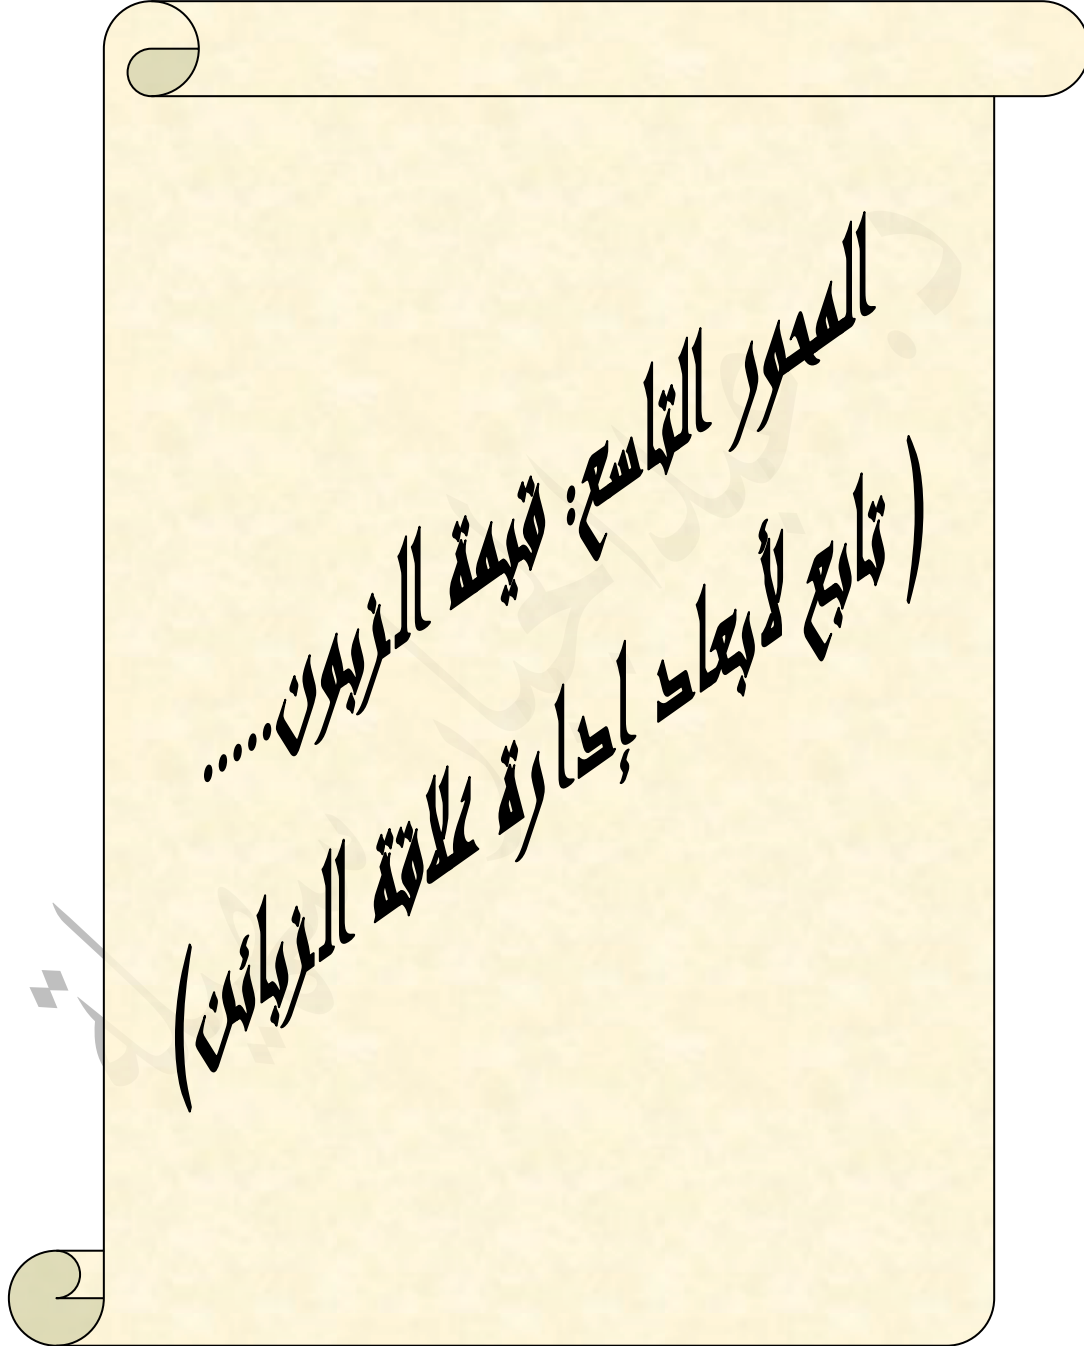 المحور التاسع: قيمة الزبون.....
( تابع لأبعاد إدارة علاقة الزبائن)